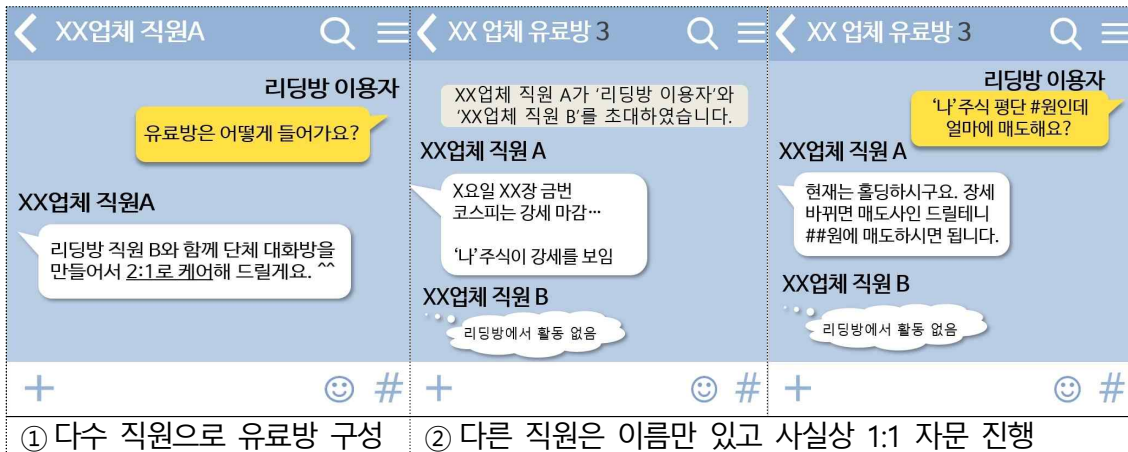 XX업체 직원A
리딩방 이용자
유료방은 어떻게 들어가요?
XX업체 직원A
리딩방 직원 B와 함께 단체 대화방을
만들어서 2:1로 케어해 드릴게요. ^^
#
XX 업체 유료방 3
XX업체 직원 A가 ‘리딩방 이용자’와
‘XX업체 직원 B’를 초대하였습니다.
XX업체 직원 A
X요일 XX장 금번
코스피는 강세 마감…
‘나’주식이 강세를 보임
XX업체 직원 B
리딩방에서 활동 없음
#
XX 업체 유료방 3
리딩방 이용자
‘나’주식 평단 #원인데
얼마에 매도해요?
XX업체 직원 A
현재는 홀딩하시구요. 장세
바뀌면 매도사인 드릴테니
##원에 매도하시면 됩니다.
XX업체 직원 B
리딩방에서 활동 없음
#
① 다수 직원으로 유료방 구성
② 다른 직원은 이름만 있고 사실상 1:1 자문 진행